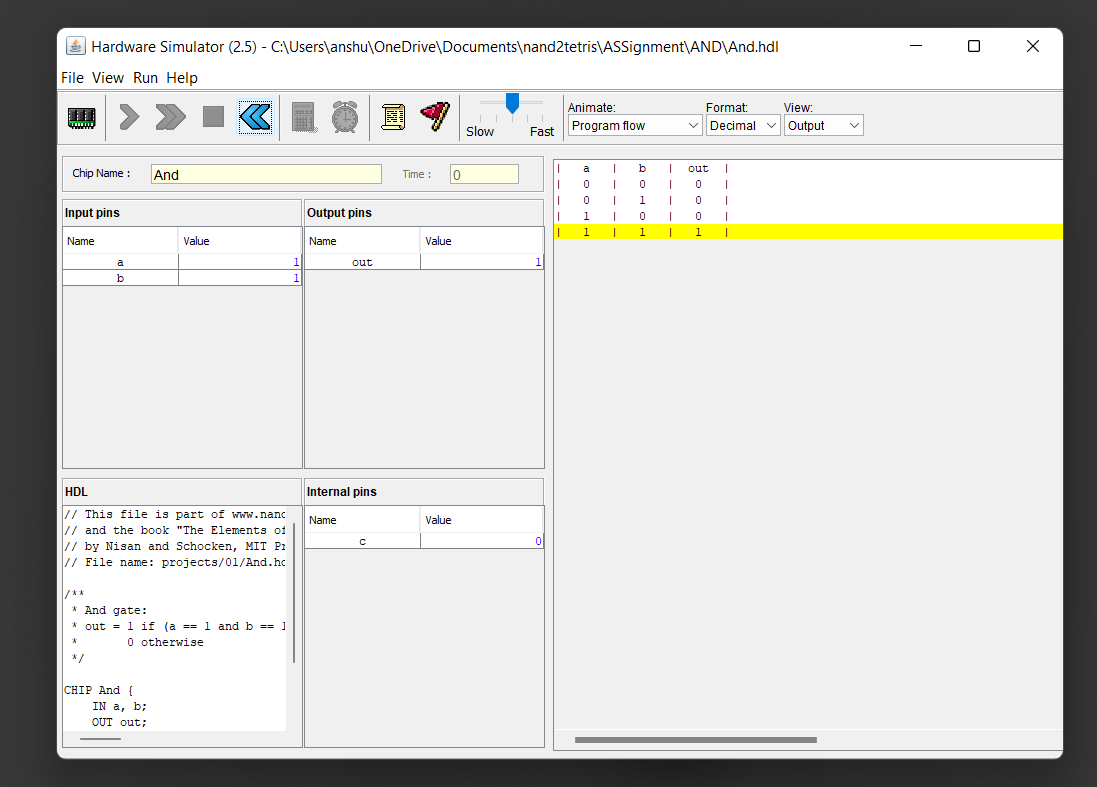 Hardware Simulator (2.5) - C:\Users\anshu\OneDrive\Documents\nand2tetris\ASSignment\AND\And.hdl
File View Run Help
Slow Fast
Animate: Format: View:
Program flow Decimal Output
Chip Name : And Time : 0
Input pins
Name Value
a 1
b 1
Output pins
Name Value
out 1
HDL
// This file is part of www.nand
// and the book "The Elements of
// by Nisan and Schocken, MIT Pr
// File name: projects/01/And.hd
/**
* And gate:
* out = 1 if (a == 1 and b == 1
* 0 otherwise
*/
CHIP And {
IN a, b;
OUT out;
Internal pins
Name Value
c 0
| a | b | out |
| 0 | 0 | 0 |
| 0 | 1 | 0 |
| 1 | 0 | 0 |
| 1 | 1 | 1 |